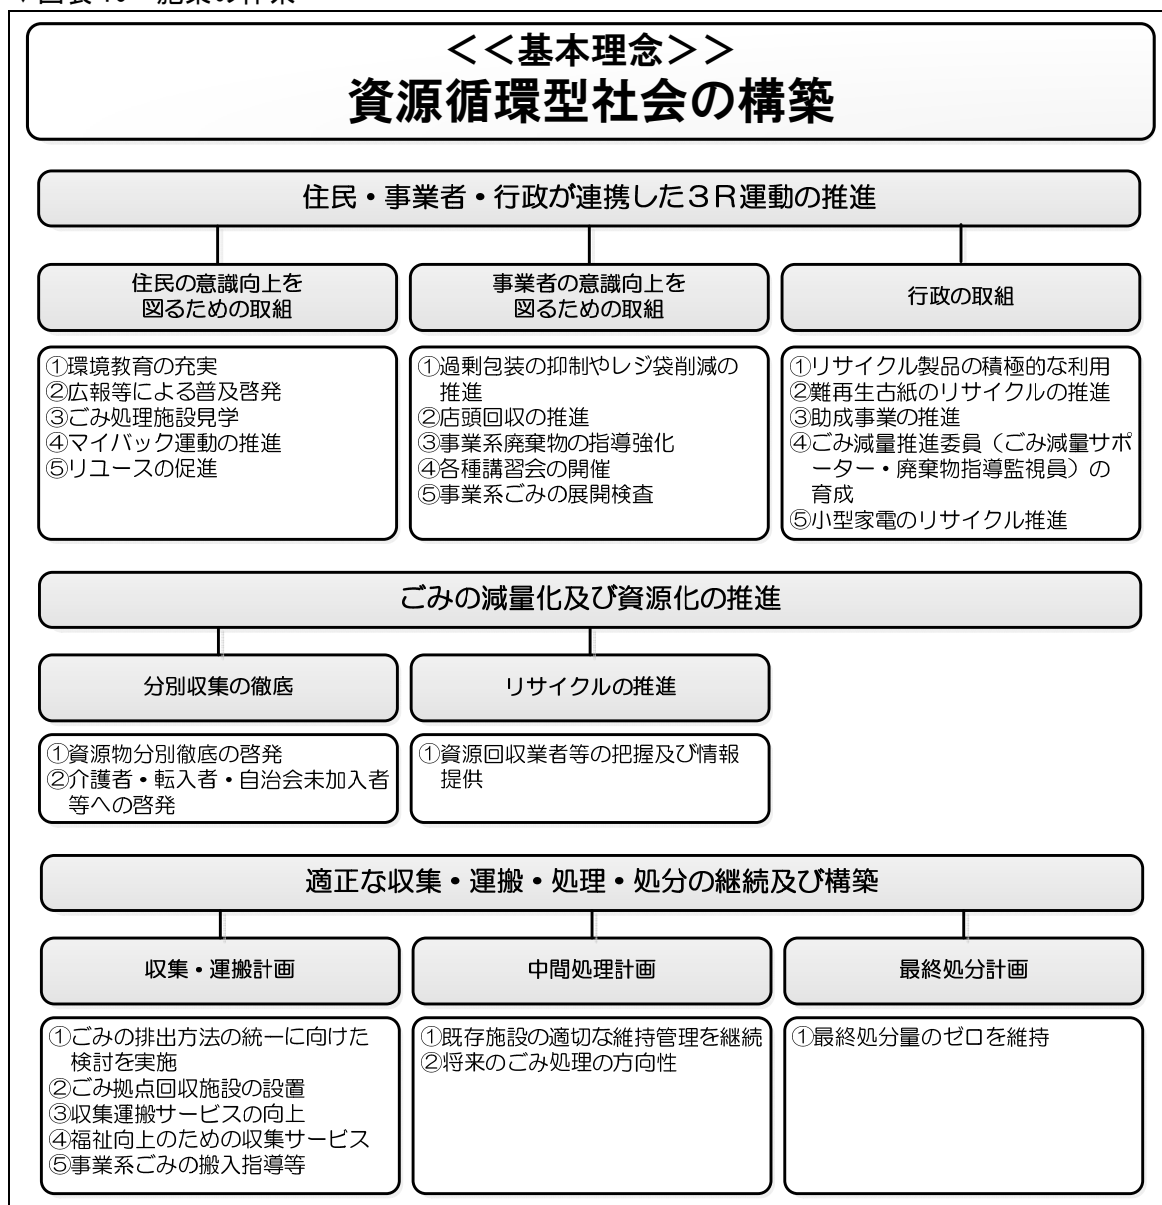 ＜＜基本理念＞＞
資源循環型社会の構築
住民・事業者・行政が連携した３Ｒ運動の推進
住民の意識向上を
図るための取組
①環境教育の充実
②広報等による普及啓発
③ごみ処理施設見学
④マイバック運動の推進
⑤リユースの促進
事業者の意識向上を
図るための取組
①過剰包装の抑制やレジ袋削減の
推進
②店頭回収の推進
③事業系廃棄物の指導強化
④各種講習会の開催
⑤事業系ごみの展開検査
行政の取組
①リサイクル製品の積極的な利用
②難再生古紙のリサイクルの推進
③助成事業の推進
④ごみ減量推進委員（ごみ減量サポ
ーター・廃棄物指導監視員）の
育成
⑤小型家電のリサイクル推進
ごみの減量化及び資源化の推進
分別収集の徹底
①資源物分別徹底の啓発
②介護者・転入者・自治会未加入者
等への啓発
リサイクルの推進
①資源回収業者等の把握及び情報
提供
適正な収集・運搬・処理・処分の継続及び構築
収集・運搬計画
①ごみの排出方法の統一に向けた
検討を実施
②ごみ拠点回収施設の設置
③収集運搬サービスの向上
④福祉向上のための収集サービス
⑤事業系ごみの搬入指導等
中間処理計画
①既存施設の適切な維持管理を継続
②将来のごみ処理の方向性
最終処分計画
①最終処分量のゼロを維持